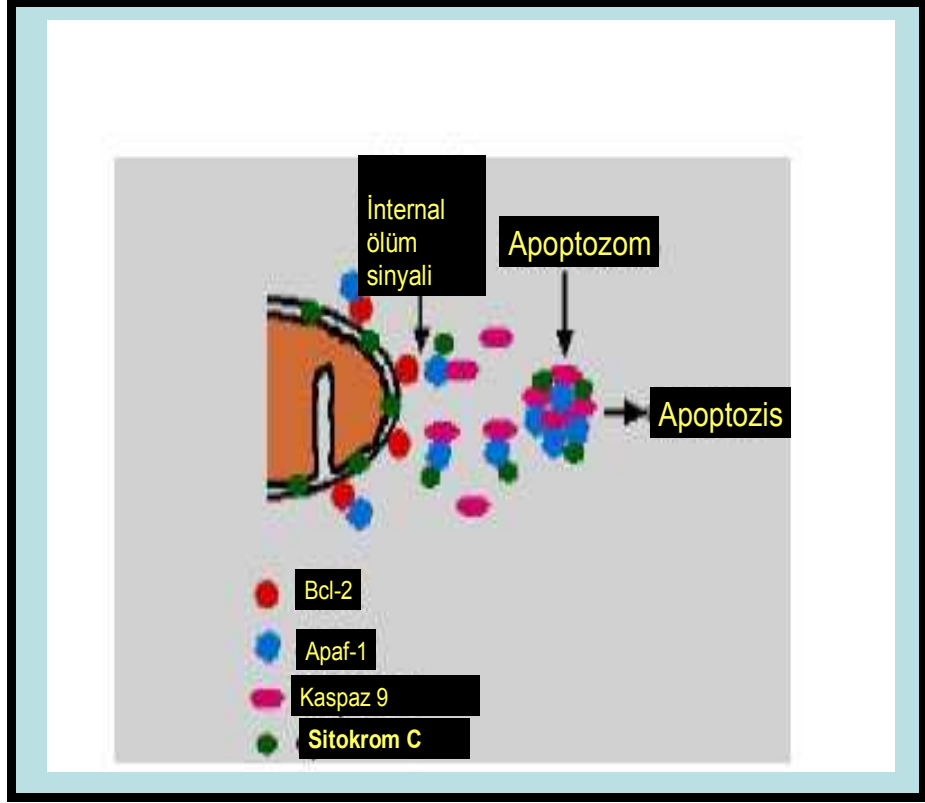 İnternal
ölüm
sinyali
Apoptozom
Apoptozis
Bcl-2
Apaf-1
Kaspaz 9
Sitokrom C